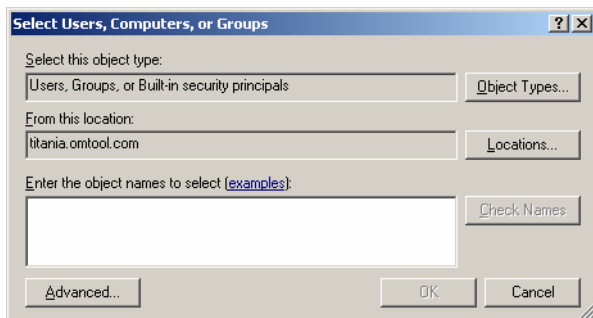 Select Users, Computers, or Groups
Select this object type:
Users, Groups, or Built-in security principals
Object Types...
From this location:
titania.omtool.com
Locations...
Enter the object names to select (examples):
Check Names
Advanced...
OK
Cancel